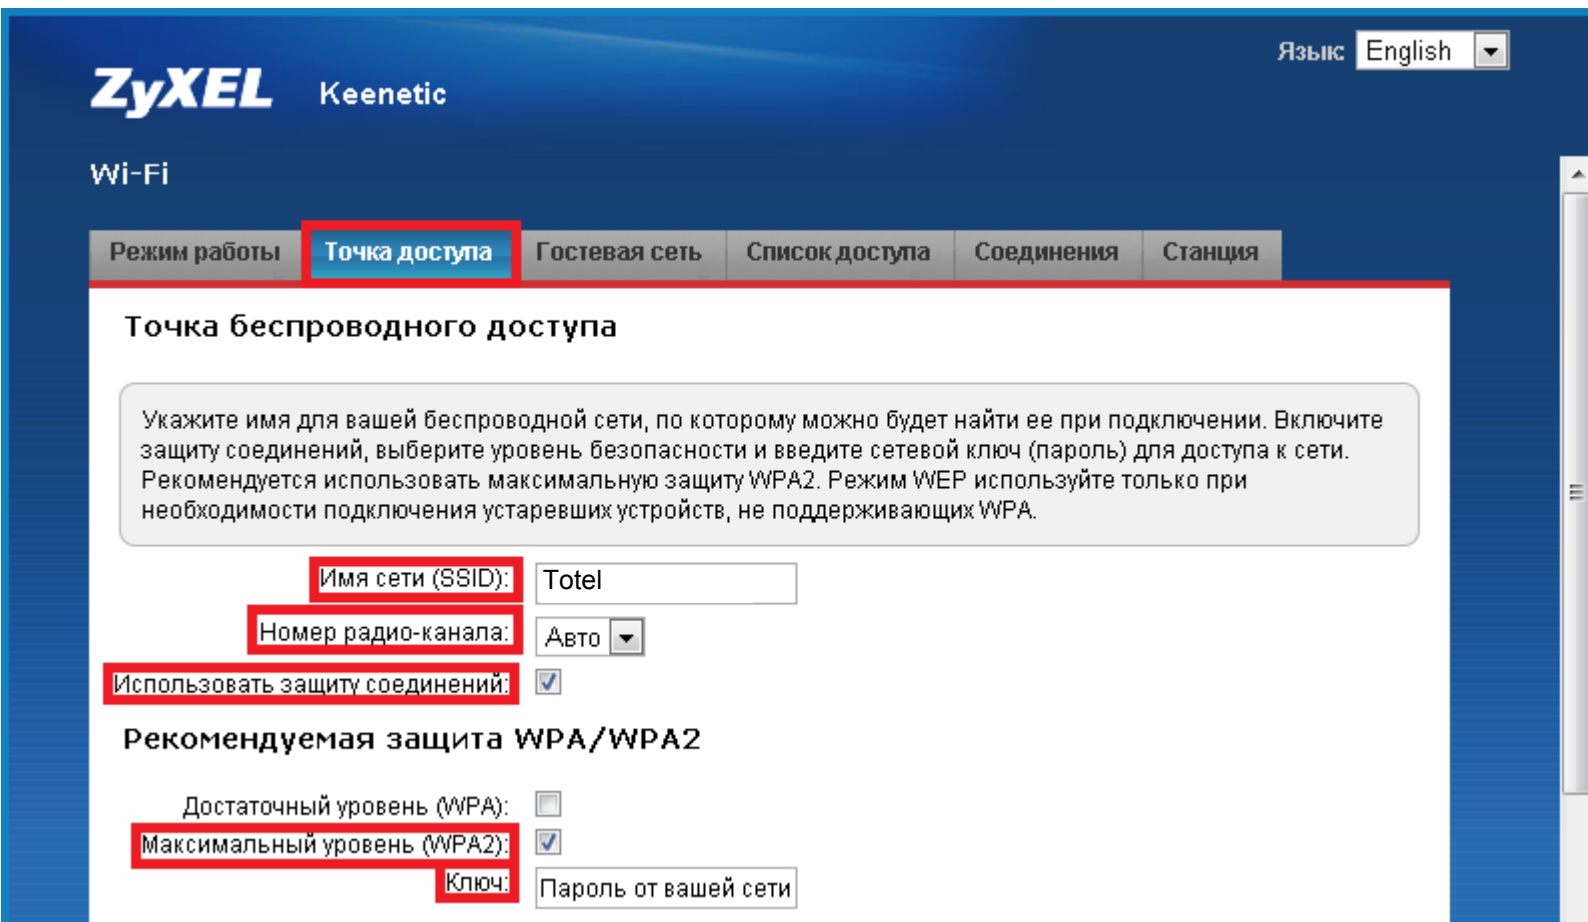 Язык: English
ZyXEL Keenetic
Wi-Fi
Режим работы Точка доступа Гостевая сеть Список доступа Соединения Станция
Точка беспроводного доступа
Укажите имя для вашей беспроводной сети, по которому можно будет найти ее при подключении. Включите
защиту соединений, выберите уровень безопасности и введите сетевой ключ (пароль) для доступа к сети.
Рекомендуется использовать максимальную защиту WPA2. Режим WEP используйте только при
необходимости подключения устаревших устройств, не поддерживающих WPA.
Имя сети (SSID): Totel
Номер радио-канала: Авто
Использовать защиту соединений:
Рекомендуемая защита WPA/WPA2
Достаточный уровень (WPA):
Максимальный уровень (WPA2):
Ключ: Пароль от вашей сети